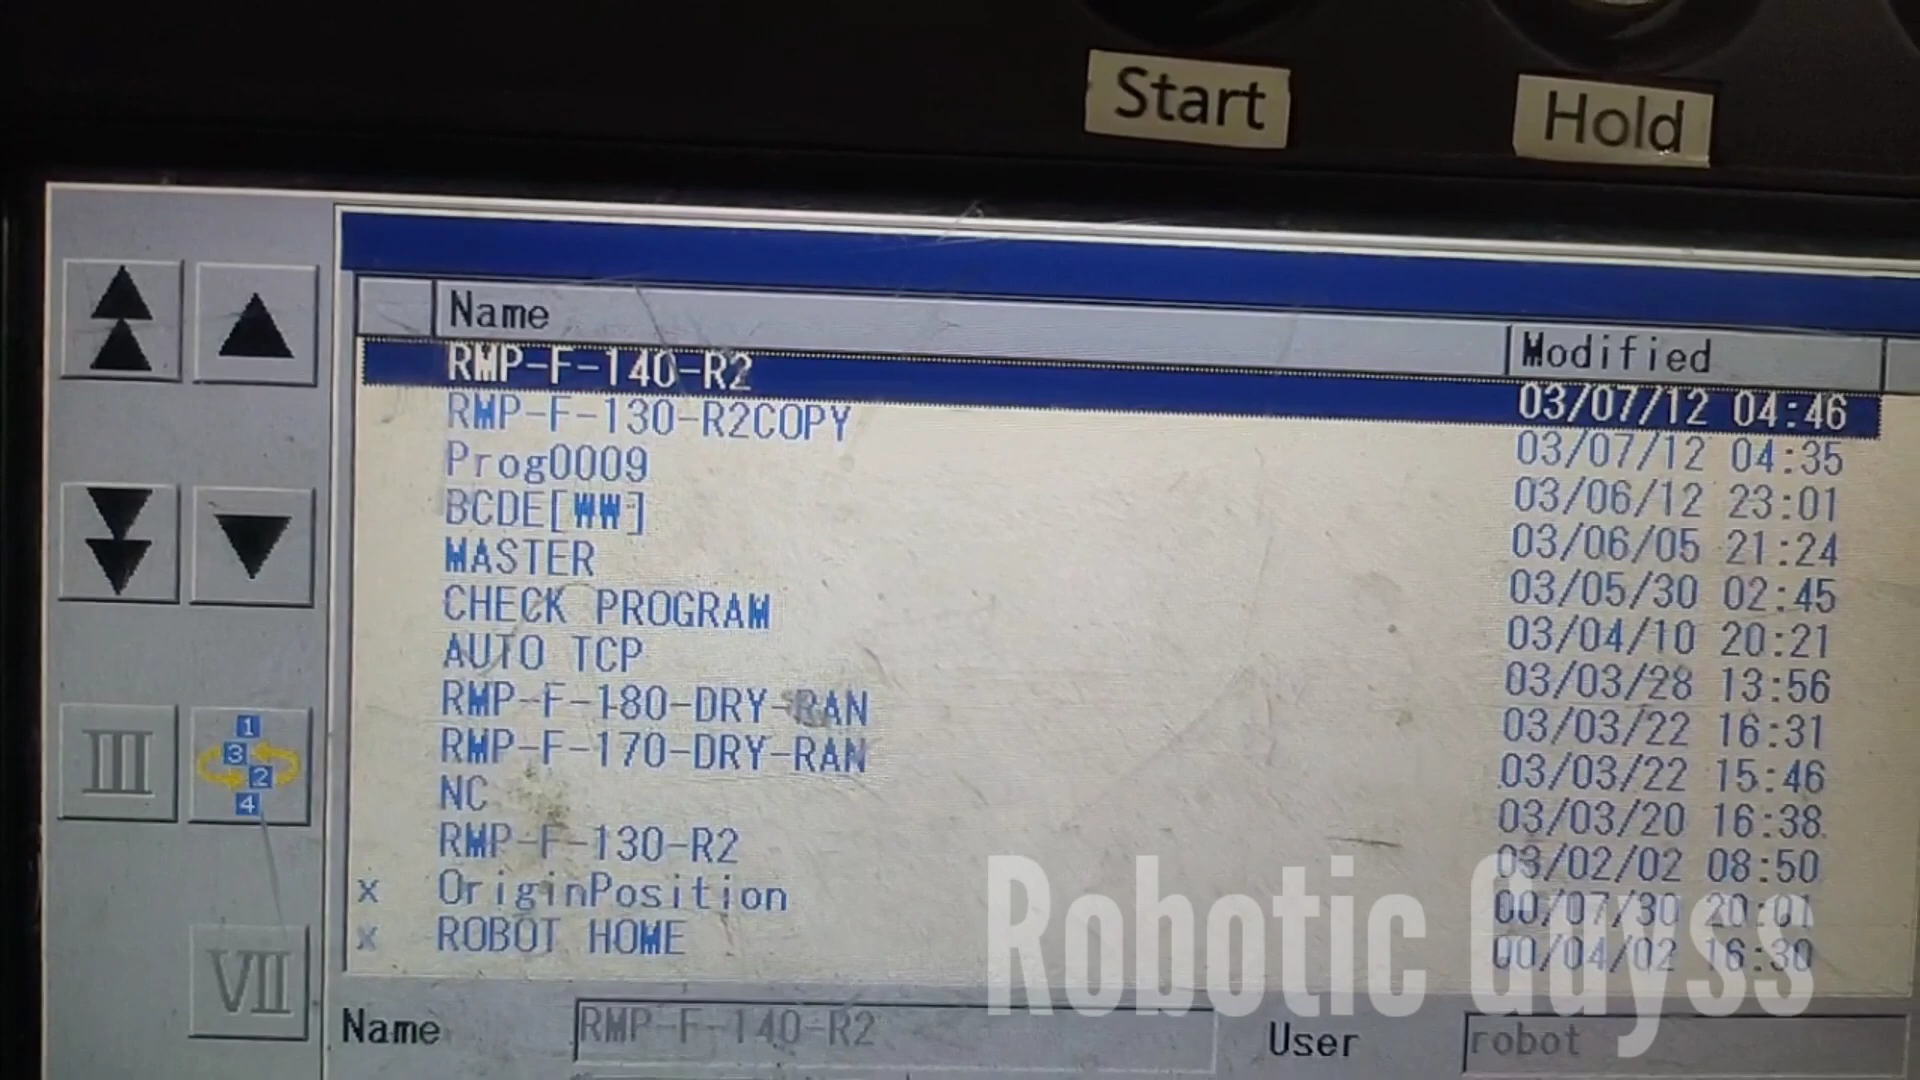 Start
Hold
Name Modified
RMP-F-140-R2 03/07/12 04:46
RMP-F-130-R2COPY 03/07/12 04:35
Prog0009 03/06/12 23:01
BCDE[₩₩] 03/06/05 21:24
MASTER 03/05/30 02:45
CHECK PROGRAM 03/04/10 20:21
AUTO TCP 03/03/28 13:56
RMP-F-180-DRY-RAN 03/03/22 16:31
RMP-F-170-DRY-RAN 03/03/22 15:46
NC 03/03/20 16:38
RMP-F-130-R2 03/02/02 08:50
x OriginPosition 00/07/30 20:01
x ROBOT HOME 00/04/02 16:30
III
1
3
2
4
VII
Name RMP-F-140-R2 User robot
Robotic Guyss